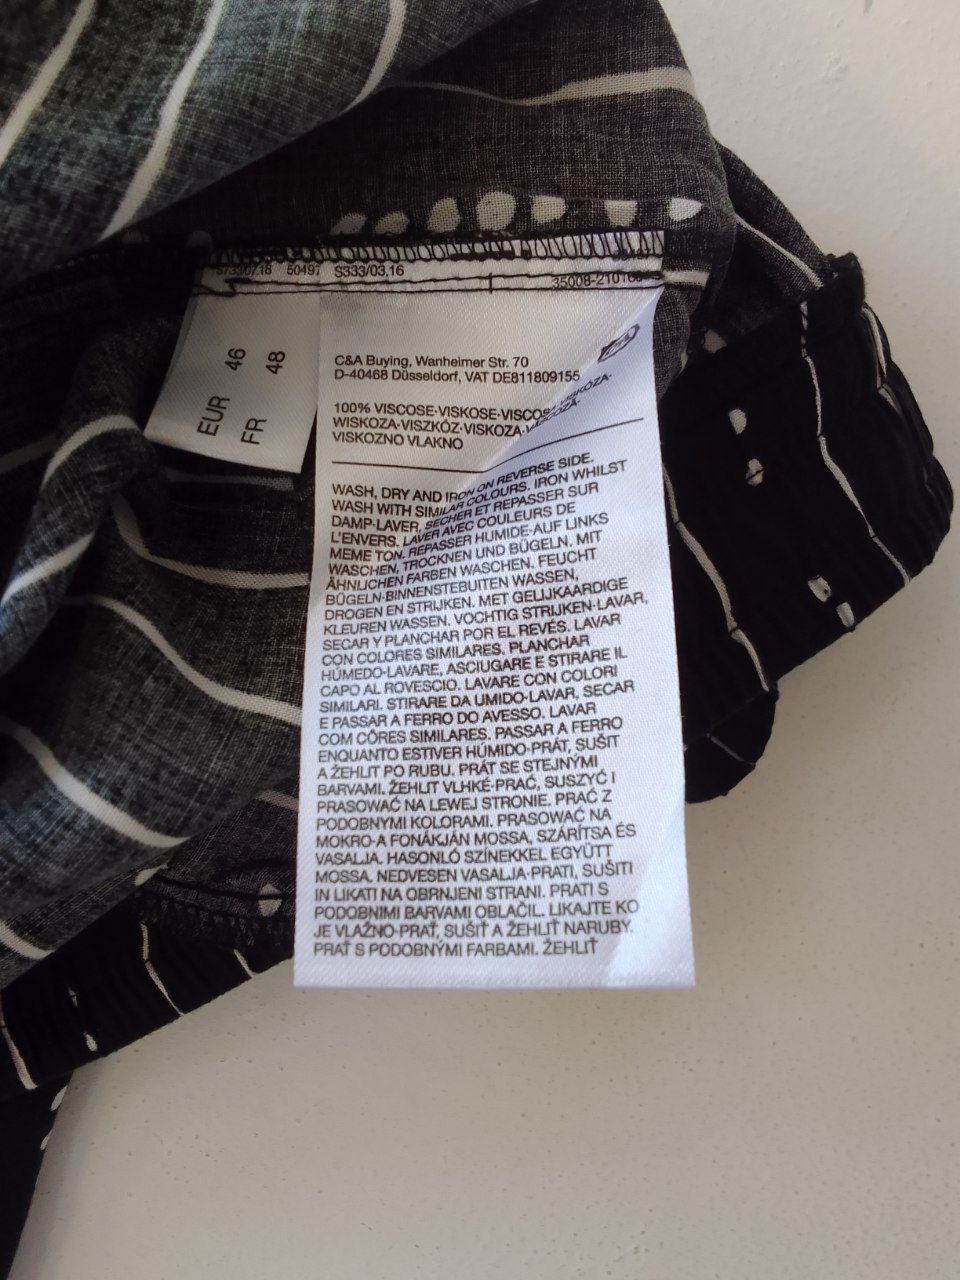 50497
S333/03.16
EUR 46
FR 48
C&A Buying, Wanheimer Str. 70
D-40468 Düsseldorf, VAT DE811809155
100% VISCOSE·VISKOSE·VISCOSA
WISKOZA·VISZKÓZ·VISKOZA·
VISKOZNO VLAKNO
WASH, DRY AND IRON ON REVERSE SIDE.
WASH WITH SIMILAR COLOURS. IRON WHILST
DAMP·LAVER, SECHER ET REPASSER SUR
L'ENVERS. LAVER AVEC COULEURS DE
MEME TON. REPASSER HUMIDE·AUF LINKS
WASCHEN, TROCKNEN UND BÜGELN. MIT
ÄHNLICHEN FARBEN WASCHEN. FEUCHT
BÜGELN·BINNENSTEBUITEN WASSEN,
DROGEN EN STRIJKEN. MET GELIJKAARDIGE
KLEUREN WASSEN. VOCHTIG STRIJKEN·LAVAR,
SECAR Y PLANCHAR POR EL REVÉS. LAVAR
CON COLORES SIMILARES. PLANCHAR
HÚMEDO·LAVARE, ASCIUGARE E STIRARE IL
CAPO AL ROVESCIO. LAVARE CON COLORI
SIMILARI. STIRARE DA UMIDO·LAVAR, SECAR
E PASSAR A FERRO DO AVESSO. LAVAR
COM CÔRES SIMILARES. PASSAR A FERRO
ENQUANTO ESTIVER HÚMIDO·PRÁT, SUŠIT
A ŽEHLIT PO RUBU. PRÁT SE STEJNÝMI
BARVAMI. ŽEHLIT VLHKÉ·PRAĆ, SUSZYĆ I
PRASOWAĆ NA LEWEJ STRONIE. PRAĆ Z
PODOBNYMI KOLORAMI. PRASOWAĆ NA
MOKRO·A FONÁKJÁN MOSSA, SZÁRÍTSA ÉS
VASALJA. HASONLÓ SZÍNEKKEL EGYÜTT
MOSSA. NEDVESEN VASALJA·PRATI, SUŠITI
IN LIKATI NA OBRNJENI STRANI. PRATI S
PODOBNIMI BARVAMI OBLAČIL. LIKAJTE KO
JE VLAŽNO·PRAŤ, SUŠIŤ A ŽEHLIŤ NARUBY.
PRAŤ S PODOBNÝMI FARBAMI. ŽEHLIŤ